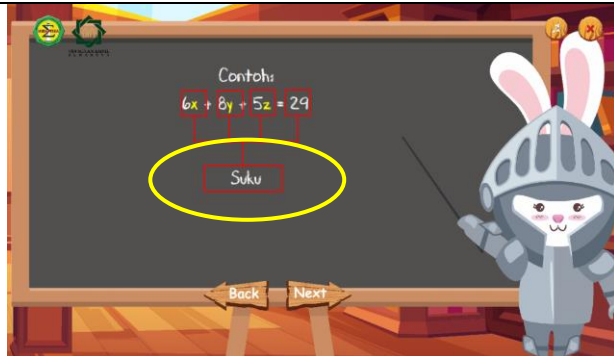 Contoh:
6x + 8y + 5z = 29
Suku
Back
Next